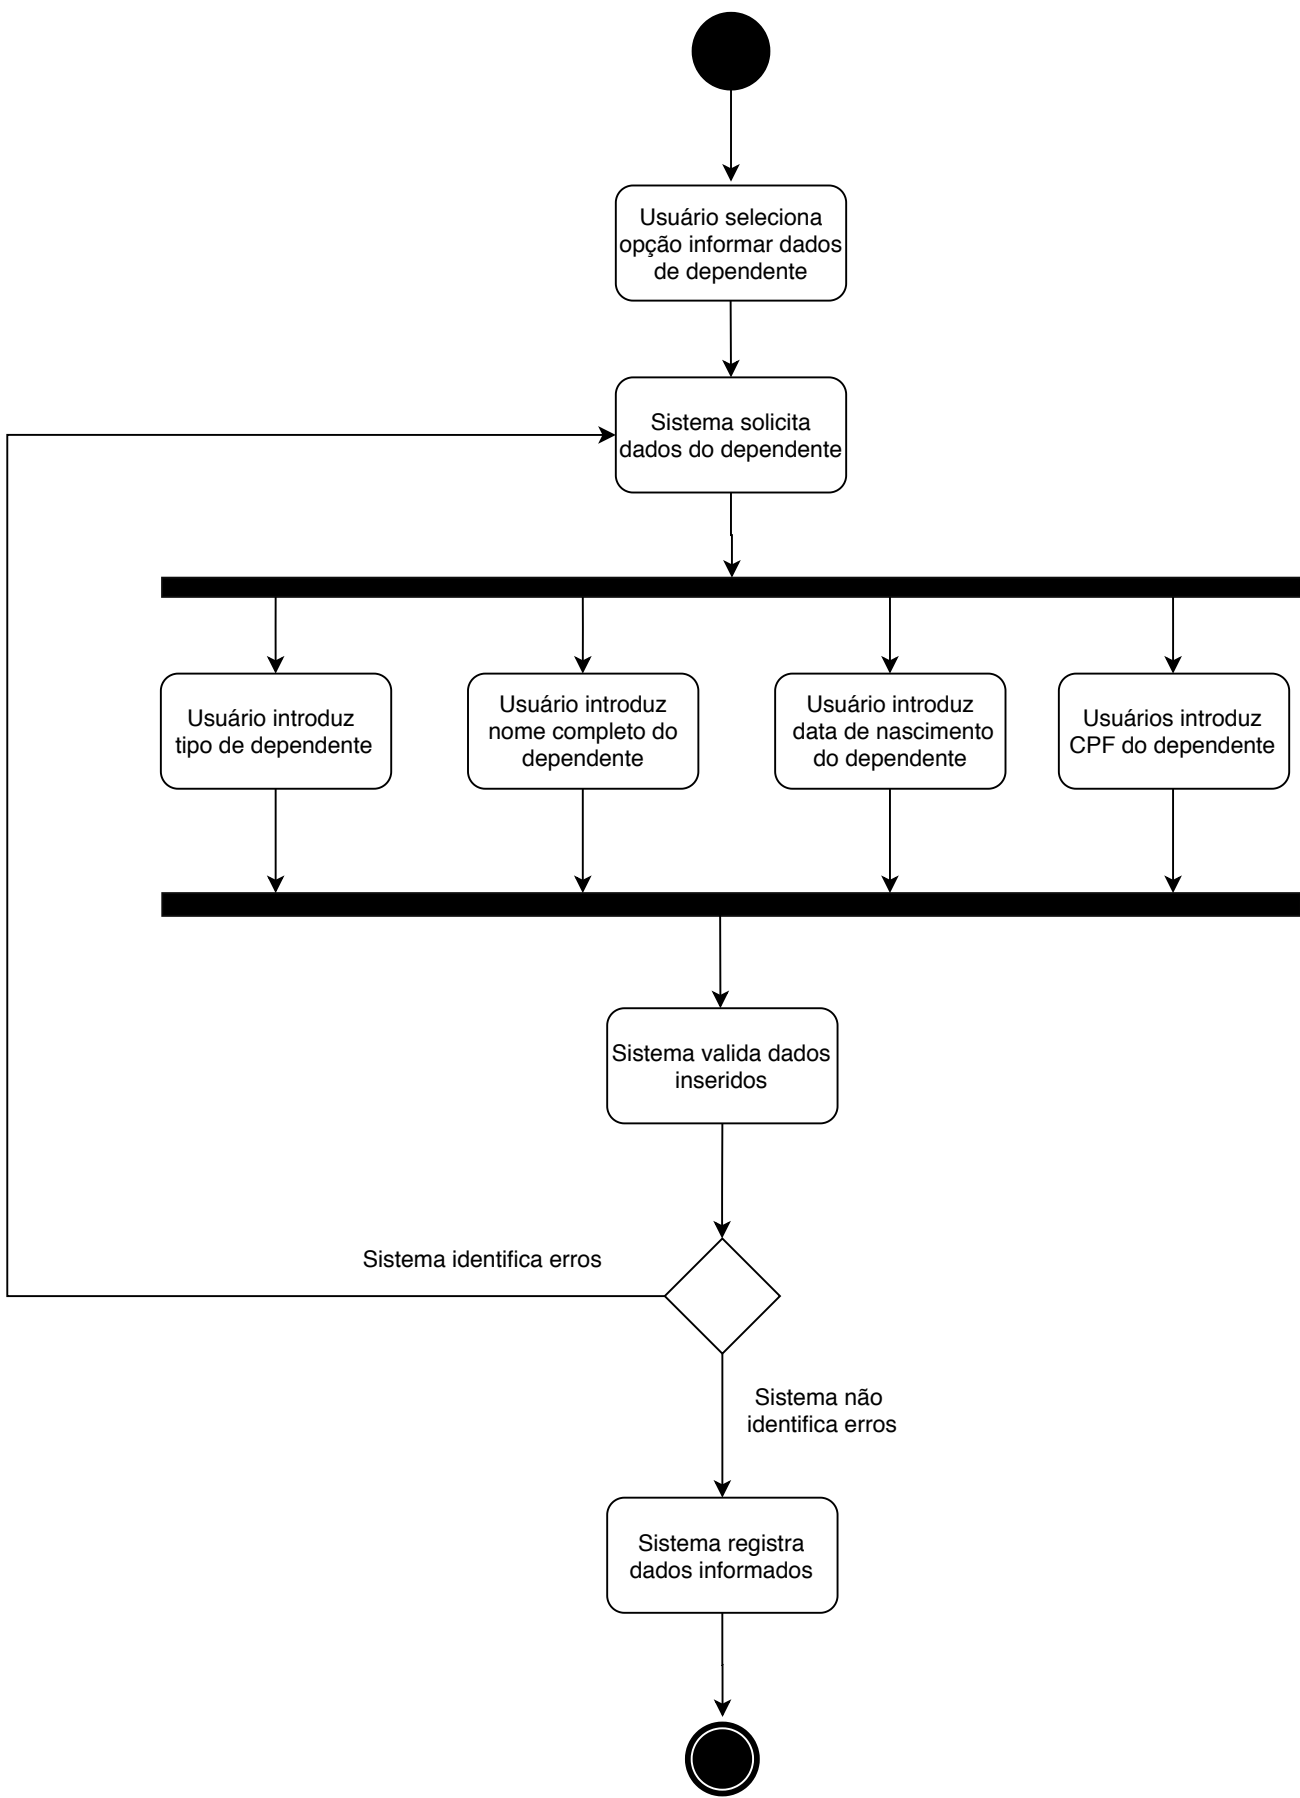 Usuário seleciona
opção informar dados
de dependente
Sistema solicita
dados do dependente
Usuário introduz
tipo de dependente
Usuário introduz
nome completo do
dependente
Usuário introduz
data de nascimento
do dependente
Usuários introduz
CPF do dependente
Sistema valida dados
inseridos
Sistema identifica erros
Sistema não
identifica erros
Sistema registra
dados informados